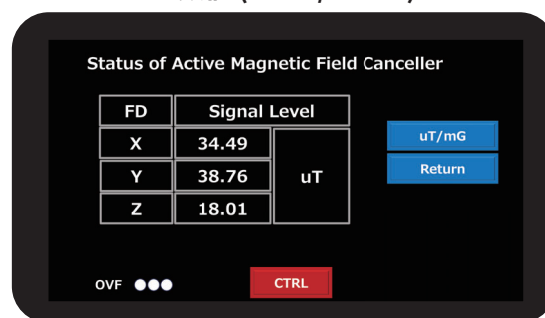 Status of Active Magnetic Field Canceller
FD Signal Level
X 34.49
Y 38.76 uT
Z 18.01
uT/mG
Return
OVF
CTRL